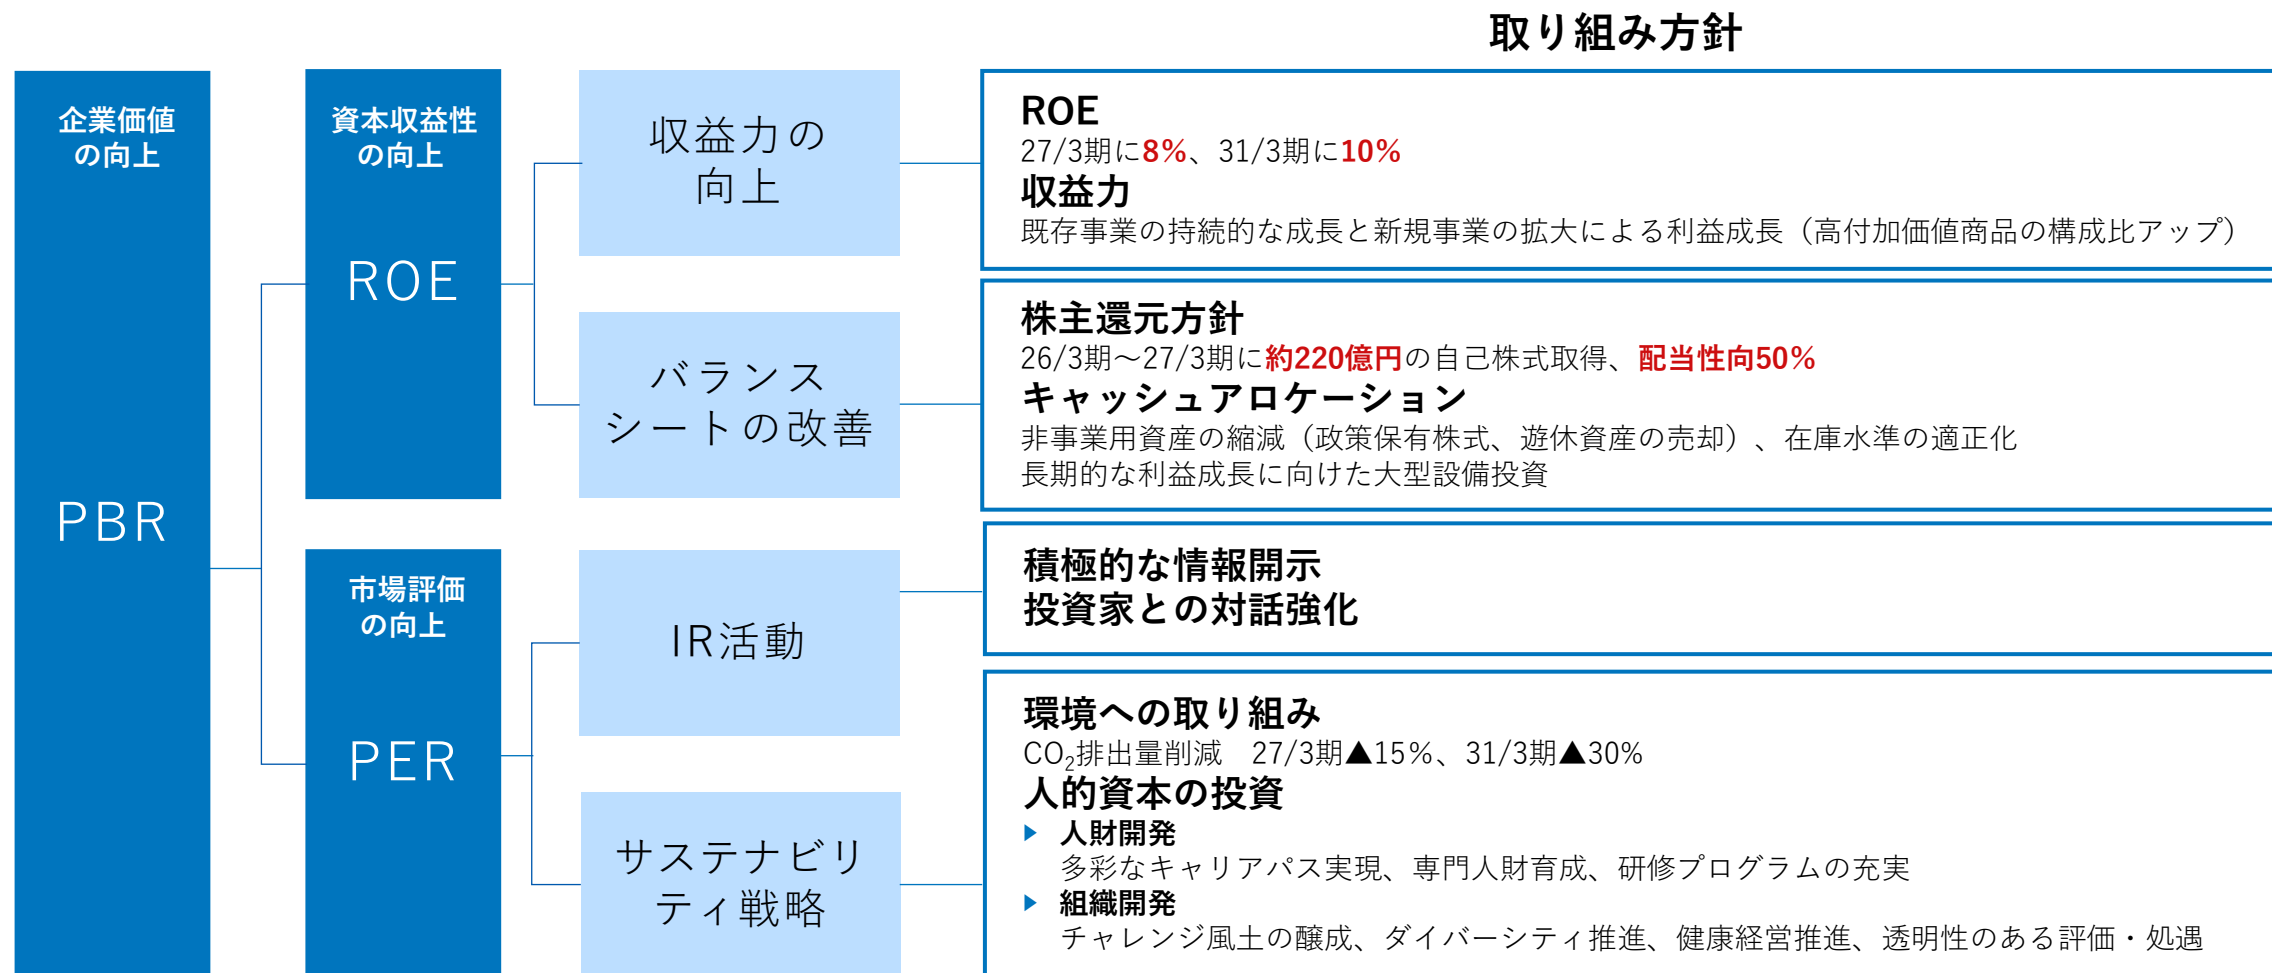 取り組み方針
企業価値
の向上
PBR
資本収益性
の向上
ROE
収益力の
向上
ROE
27/3期に8%、31/3期に10%
収益力
既存事業の持続的な成長と新規事業の拡大による利益成長（高付加価値商品の構成比アップ）
バランス
シートの改善
株主還元方針
26/3期～27/3期に約220億円の自己株式取得、配当性向50%
キャッシュアロケーション
非事業用資産の縮減（政策保有株式、遊休資産の売却）、在庫水準の適正化
長期的な利益成長に向けた大型設備投資
市場評価
の向上
PER
IR活動
積極的な情報開示
投資家との対話強化
サステナビリ
ティ戦略
環境への取り組み
CO₂排出量削減　27/3期▲15%、31/3期▲30%
人的資本の投資
▶ 人財開発
多彩なキャリアパス実現、専門人財育成、研修プログラムの充実
▶ 組織開発
チャレンジ風土の醸成、ダイバーシティ推進、健康経営推進、透明性のある評価・処遇